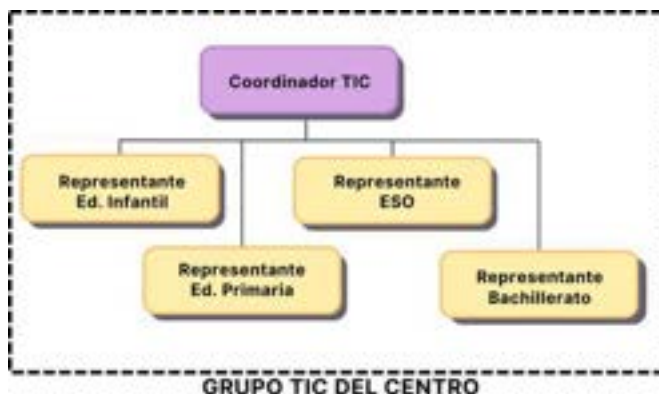 Coordinador TIC
Representante
Ed. Infantil
Representante
ESO
Representante
Ed. Primaria
Representante
Bachillerato
GRUPO TIC DEL CENTRO